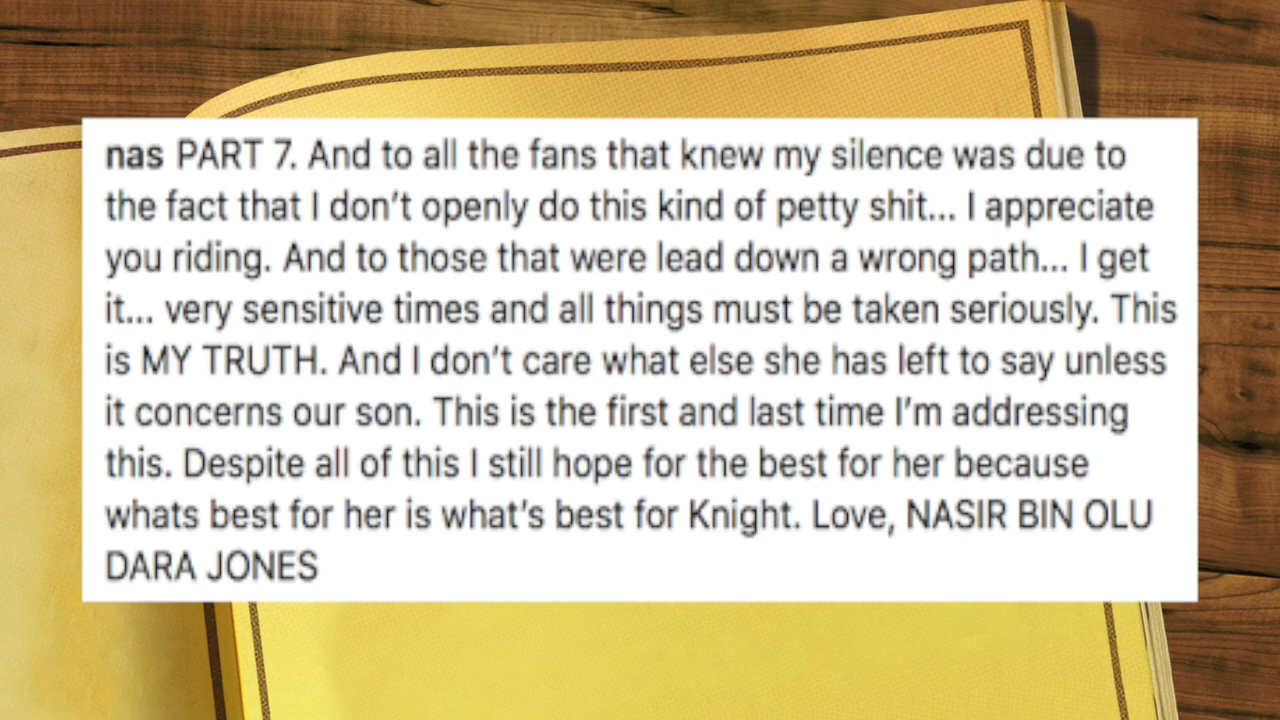 nas PART 7. And to all the fans that knew my silence was due to
the fact that I don't openly do this kind of petty shit... I appreciate
you riding. And to those that were lead down a wrong path... I get
it... very sensitive times and all things must be taken seriously. This
is MY TRUTH. And I don't care what else she has left to say unless
it concerns our son. This is the first and last time I'm addressing
this. Despite all of this I still hope for the best for her because
whats best for her is what's best for Knight. Love, NASIR BIN OLU
DARA JONES